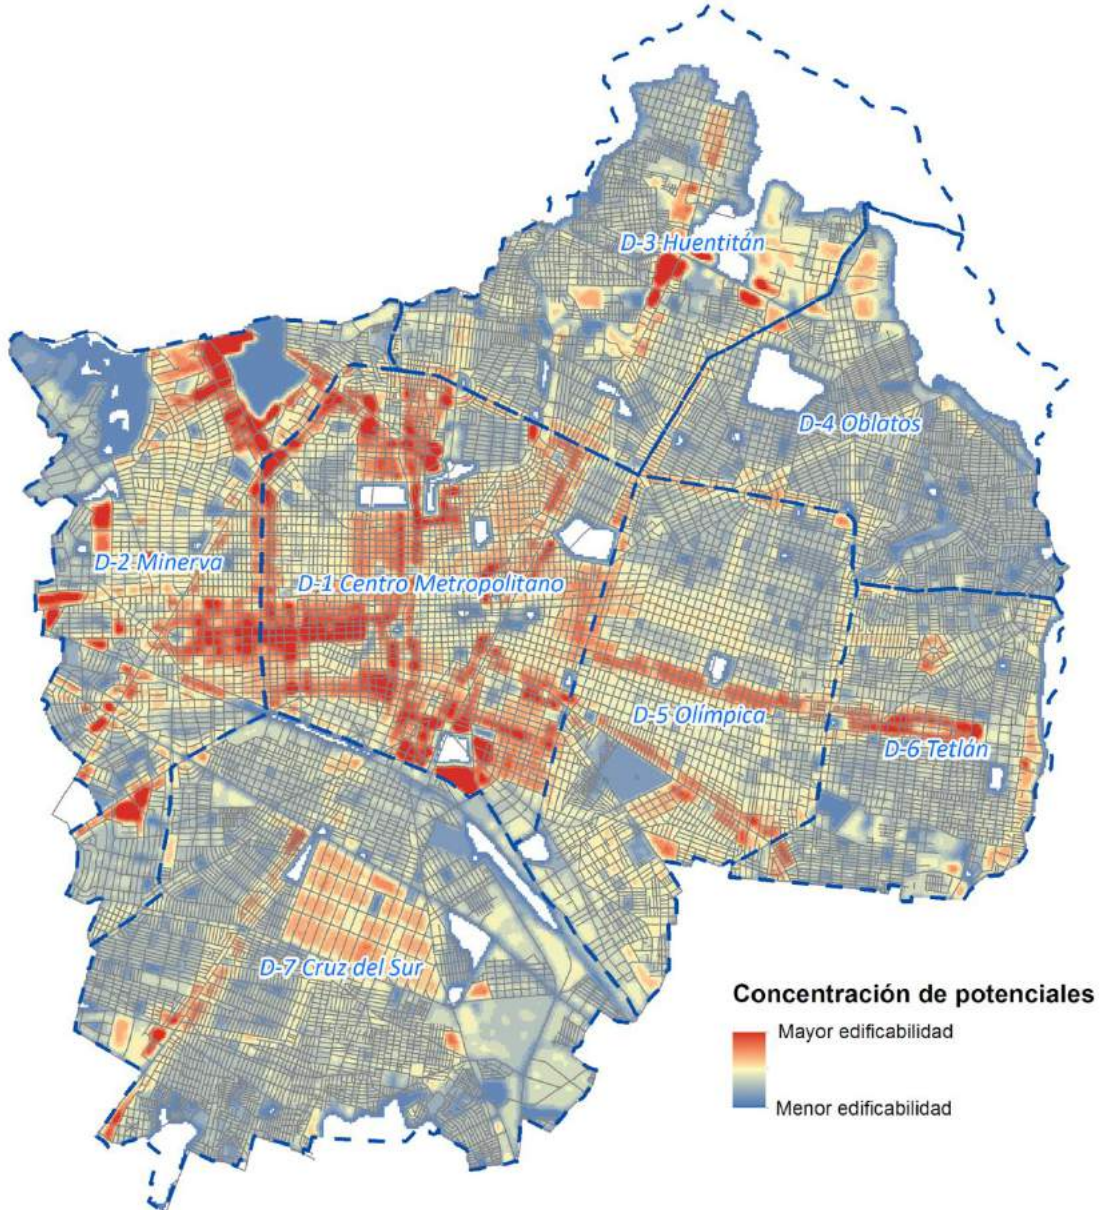 D-3 Huentitán
D-4 Oblatos
D-2 Minerva
D-1 Centro Metropolitano
D-5 Olímpica
D-6 Tetlán
D-7 Cruz del Sur
Concentración de potenciales
Mayor edificabilidad
Menor edificabilidad